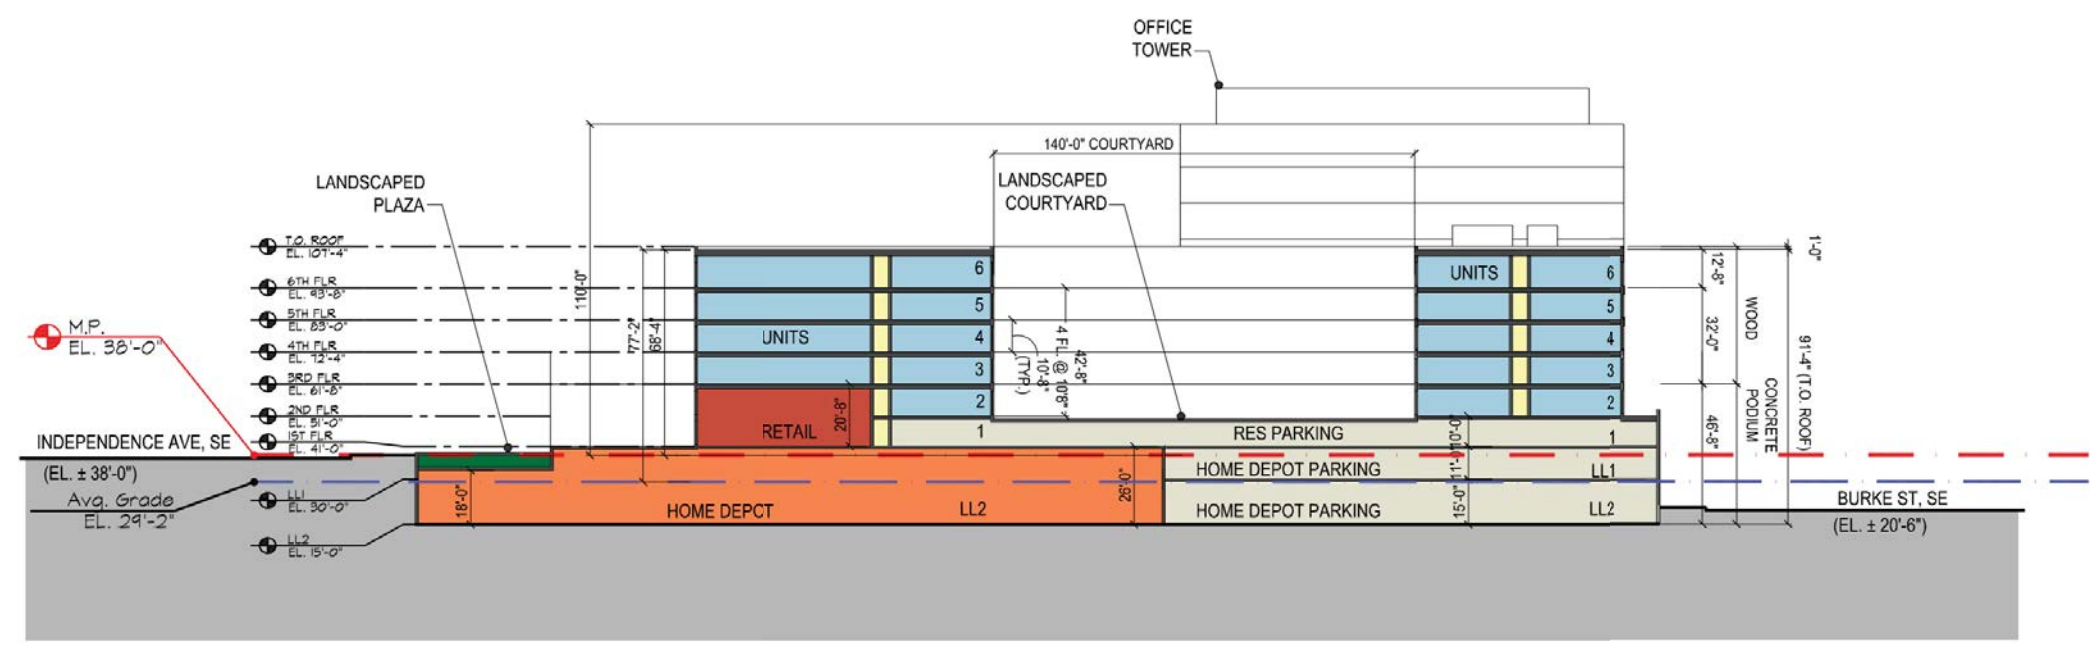 OFFICE
TOWER
140'-0" COURTYARD
LANDSCAPED
PLAZA
LANDSCAPED
COURTYARD
T.O. ROOF
EL. 107'-4"
6TH FLR
EL. 93'-8"
5TH FLR
EL. 83'-0"
4TH FLR
EL. 72'-4"
3RD FLR
EL. 61'-8"
2ND FLR
EL. 51'-0"
1ST FLR
EL. 41'-0"
M.P.
EL. 38'-0"
INDEPENDENCE AVE, SE
(EL. ± 38'-0")
Avg. Grade
EL. 29'-2"
LL1
EL. 30'-0"
LL2
EL. 15'-0"
110'-0"
77'-2"
68'-4"
UNITS
6
5
4
3
2
1
RETAIL
20'-8"
10'-8"
(TYP.)
42'-8"
4 FL. @ 10'8"
UNITS
6
5
4
3
2
1
RES PARKING
10'-0"
HOME DEPOT PARKING
11'-0"
LL1
HOME DEPOT
LL2
18'-0"
26'-0"
HOME DEPOT PARKING
15'-0"
LL2
1'-0"
12'-8"
32'-0"
46'-8"
WOOD
CONCRETE
PODIUM
91'-4" (T.O. ROOF)
BURKE ST, SE
(EL. ± 20'-6")